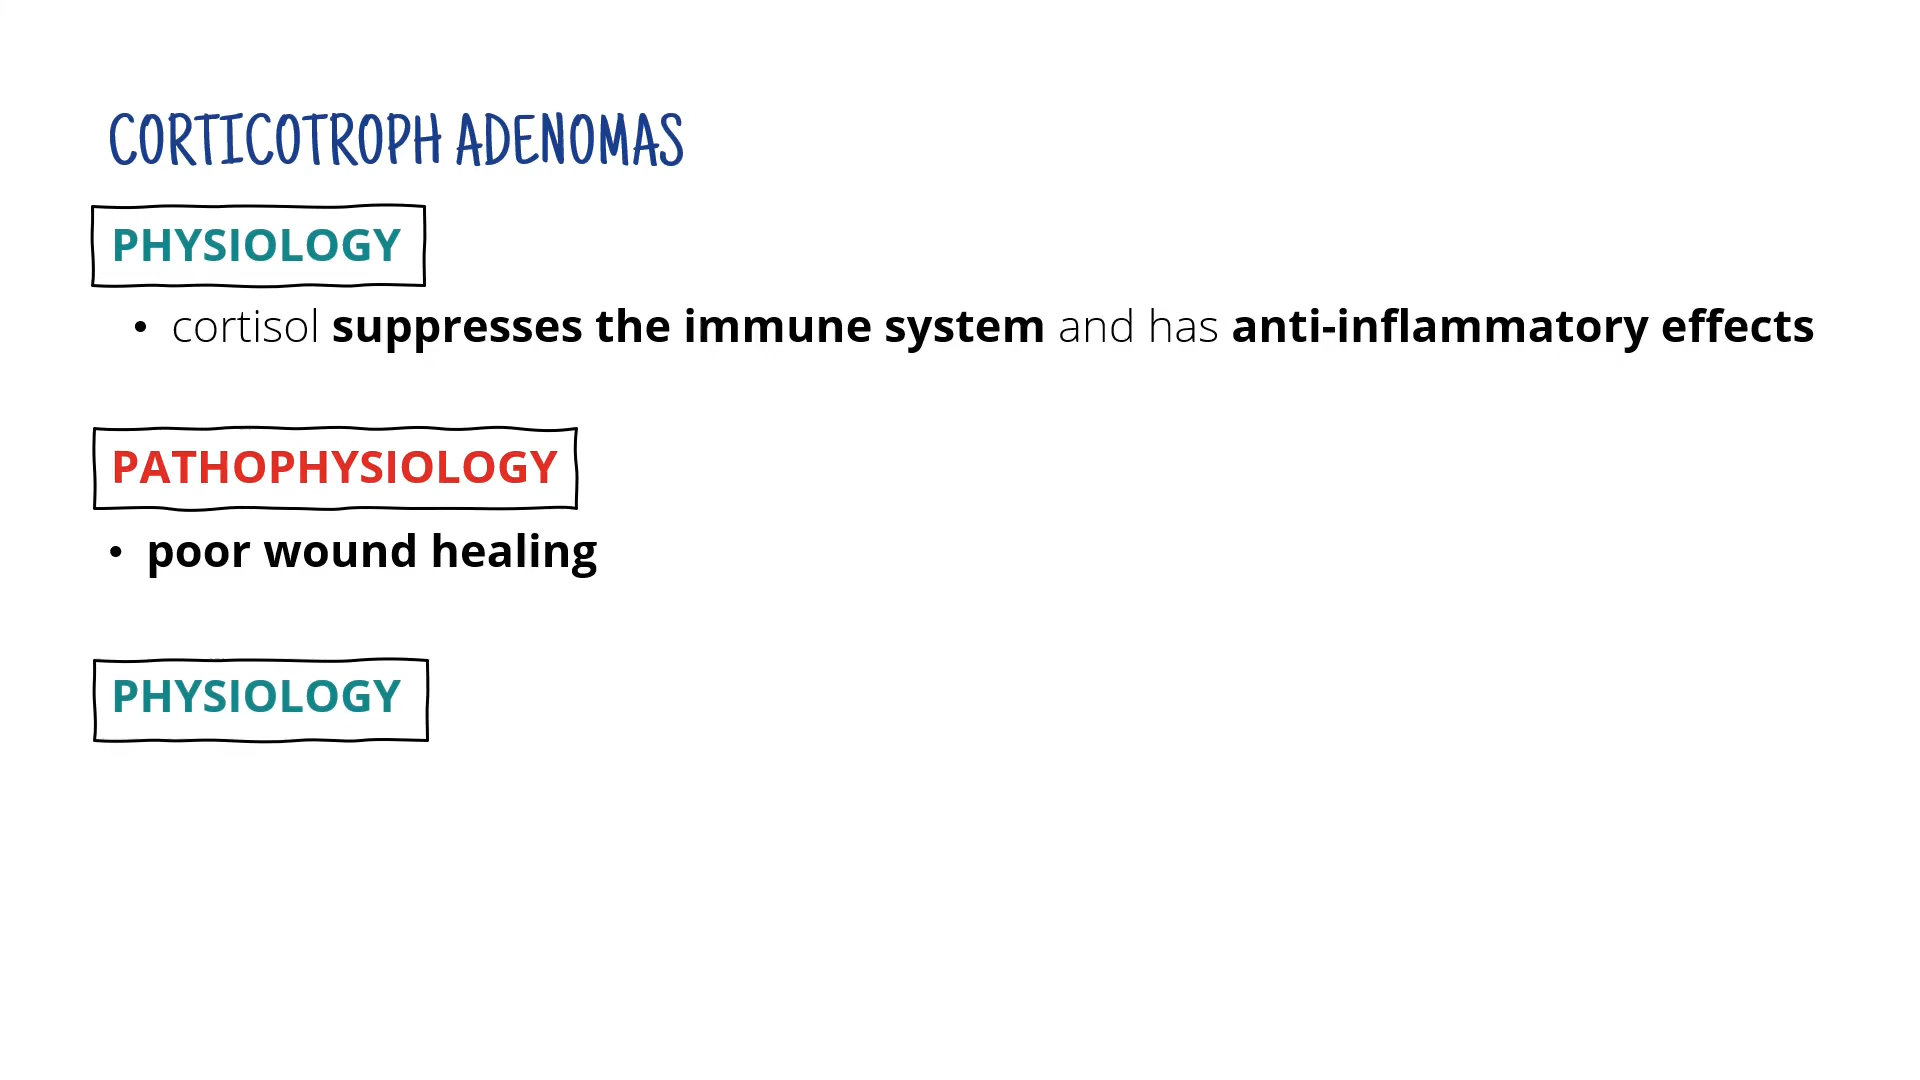 CORTICOTROPH ADENOMAS
PHYSIOLOGY
• cortisol suppresses the immune system and has anti-inflammatory effects
PATHOPHYSIOLOGY
• poor wound healing
PHYSIOLOGY